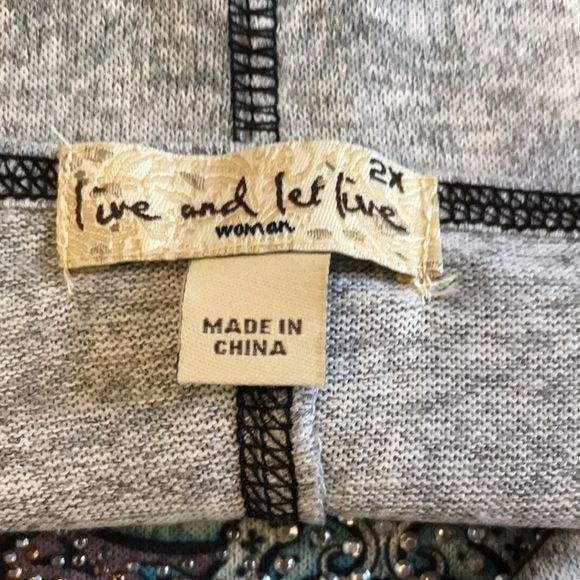 2X
live and let live
woman
MADE IN
CHINA